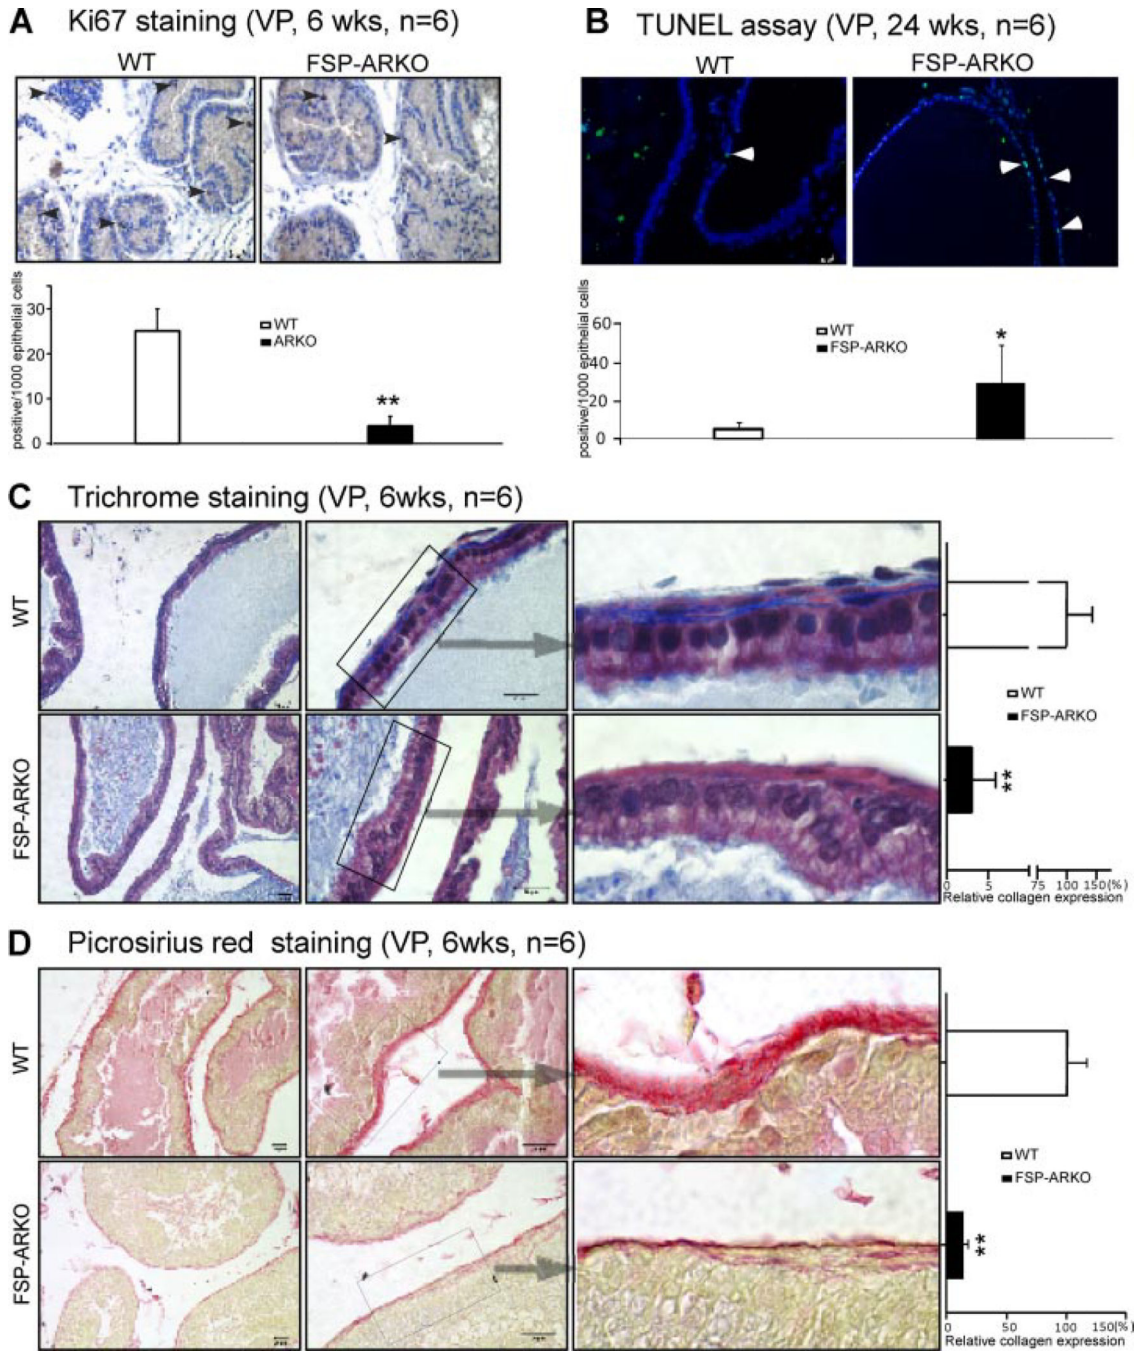 A Ki67 staining (VP, 6 wks, n=6)
WT FSP-ARKO
positive/1000 epithelial cells
30
20
10
0
WT
ARKO
**
B TUNEL assay (VP, 24 wks, n=6)
WT FSP-ARKO
positive/1000 epithelial cells
60
40
20
0
WT
FSP-ARKO
*
C Trichrome staining (VP, 6wks, n=6)
WT
FSP-ARKO
WT
FSP-ARKO
**
0 5 75 100 150(%)
Relative collagen expression
D Picrosirius red staining (VP, 6wks, n=6)
WT
FSP-ARKO
WT
FSP-ARKO
**
0 50 100 150(%)
Relative collagen expression